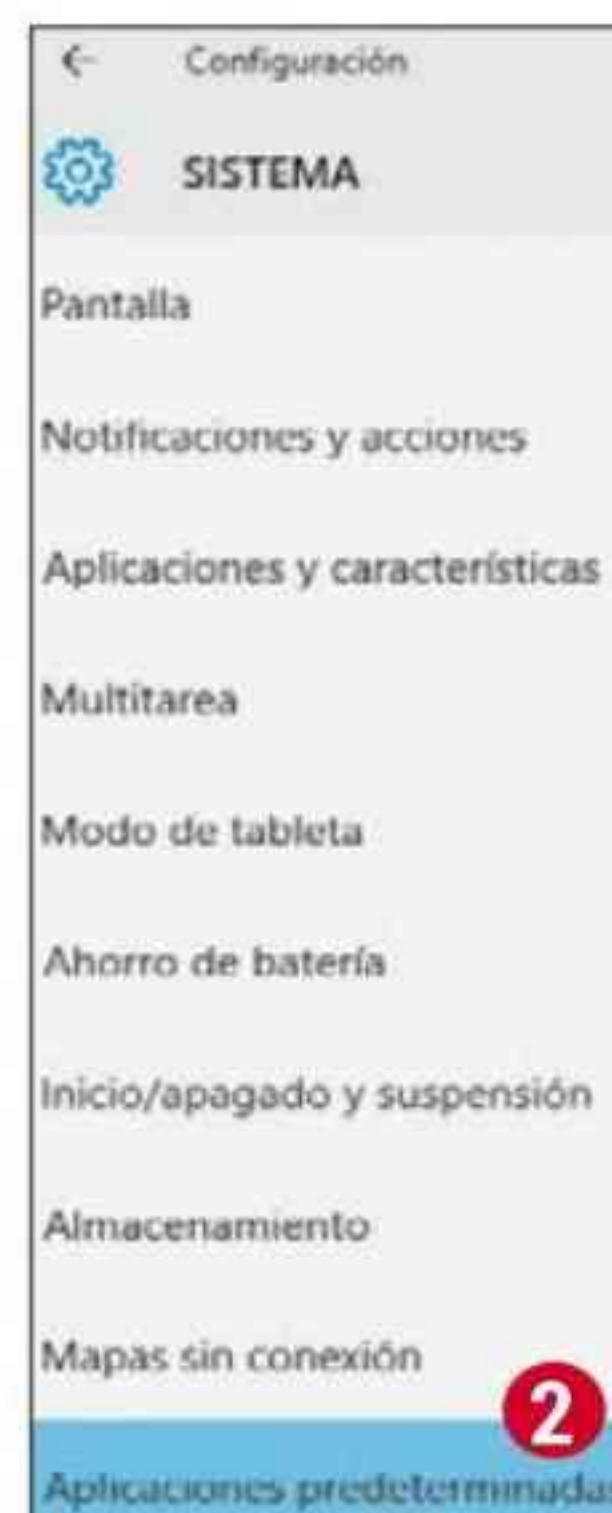 ← Configuración
SISTEMA
Pantalla
Notificaciones y acciones
Aplicaciones y características
Multitarea
Modo de tableta
Ahorro de batería
Inicio/apagado y suspensión
Almacenamiento
Mapas sin conexión
2
Aplicaciones predeterminadas